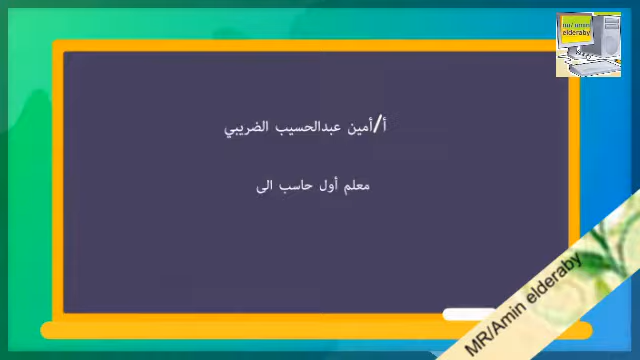 mr/amin
elderaby
أ/أمين عبدالحسيب الضريبي
معلم أول حاسب الى
MR/Amin elderaby